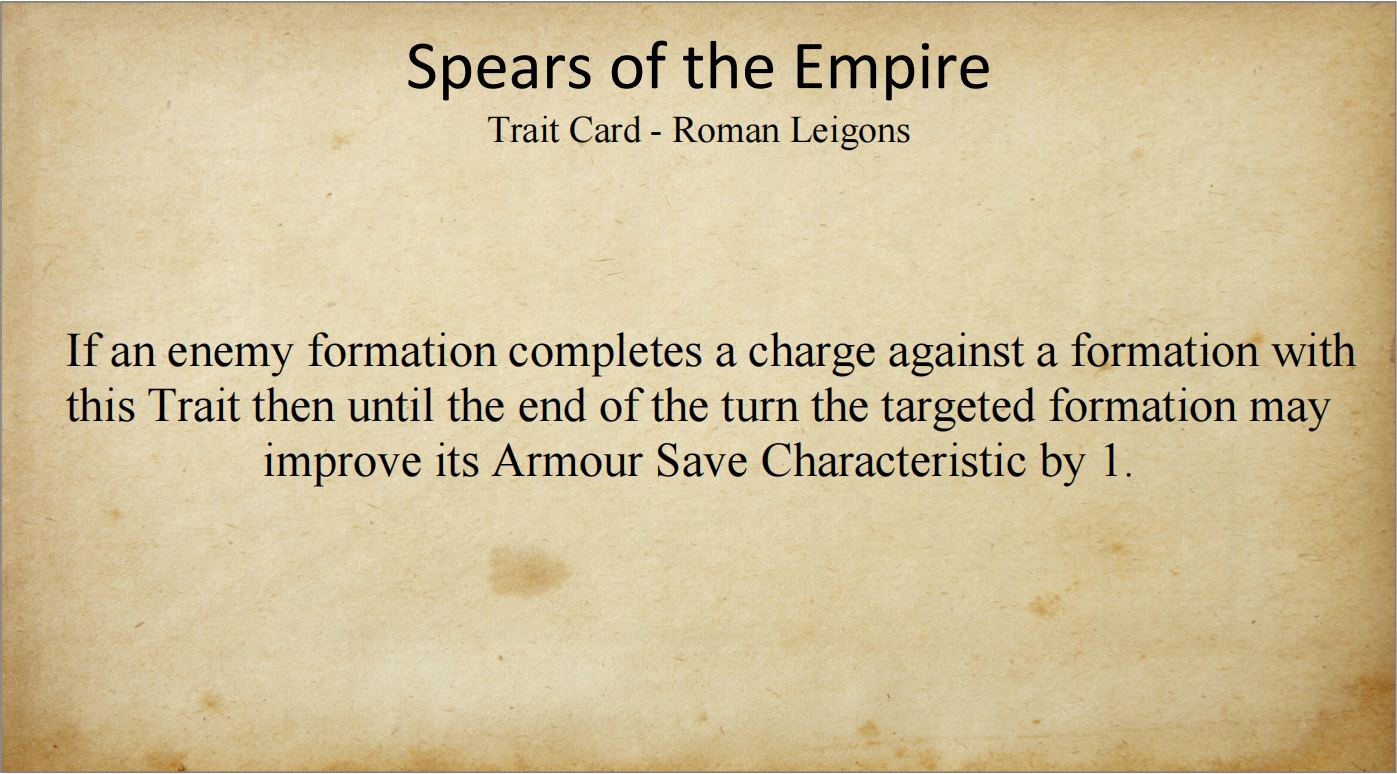 Spears of the Empire
Trait Card - Roman Leigons
If an enemy formation completes a charge against a formation with
this Trait then until the end of the turn the targeted formation may
improve its Armour Save Characteristic by 1.